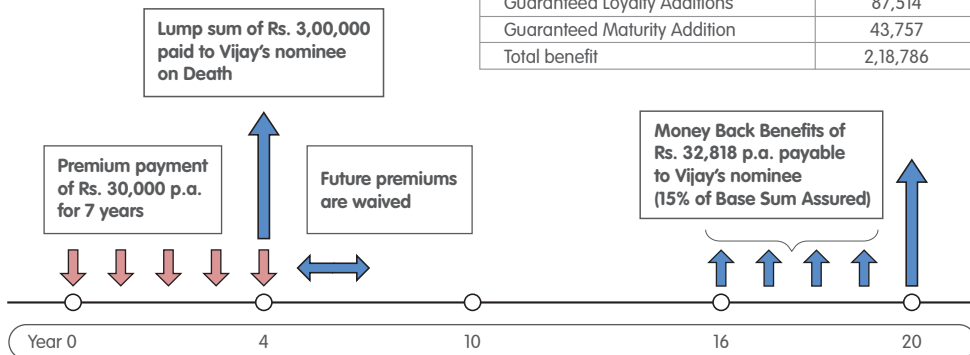 Guaranteed Loyalty Additions 87,514
Guaranteed Maturity Addition 43,757
Total benefit 2,18,786
Lump sum of Rs. 3,00,000
paid to Vijay's nominee
on Death
Premium payment
of Rs. 30,000 p.a.
for 7 years
Future premiums
are waived
Money Back Benefits of
Rs. 32,818 p.a. payable
to Vijay's nominee
(15% of Base Sum Assured)
Year 0 4 10 16 20